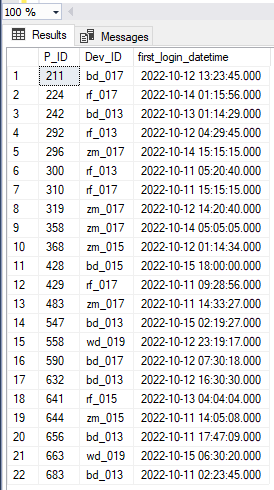 100 %
Results Messages
P_ID Dev_ID first_login_datetime
1 211 bd_017 2022-10-12 13:23:45.000
2 224 rf_017 2022-10-14 01:15:56.000
3 242 bd_013 2022-10-13 01:14:29.000
4 292 rf_013 2022-10-12 04:29:45.000
5 296 zm_017 2022-10-14 15:15:15.000
6 300 rf_013 2022-10-11 05:20:40.000
7 310 rf_017 2022-10-11 15:15:15.000
8 319 zm_017 2022-10-12 14:20:40.000
9 358 zm_017 2022-10-14 05:05:05.000
10 368 zm_015 2022-10-12 01:14:34.000
11 428 bd_015 2022-10-15 18:00:00.000
12 429 rf_017 2022-10-11 09:28:56.000
13 483 zm_017 2022-10-11 14:33:27.000
14 547 bd_013 2022-10-15 02:19:27.000
15 558 wd_019 2022-10-12 23:19:17.000
16 590 bd_017 2022-10-12 07:30:18.000
17 632 bd_013 2022-10-12 16:30:30.000
18 641 rf_015 2022-10-13 04:04:04.000
19 644 zm_015 2022-10-11 14:05:08.000
20 656 bd_013 2022-10-11 17:47:09.000
21 663 wd_019 2022-10-15 06:30:20.000
22 683 bd_013 2022-10-11 02:23:45.000